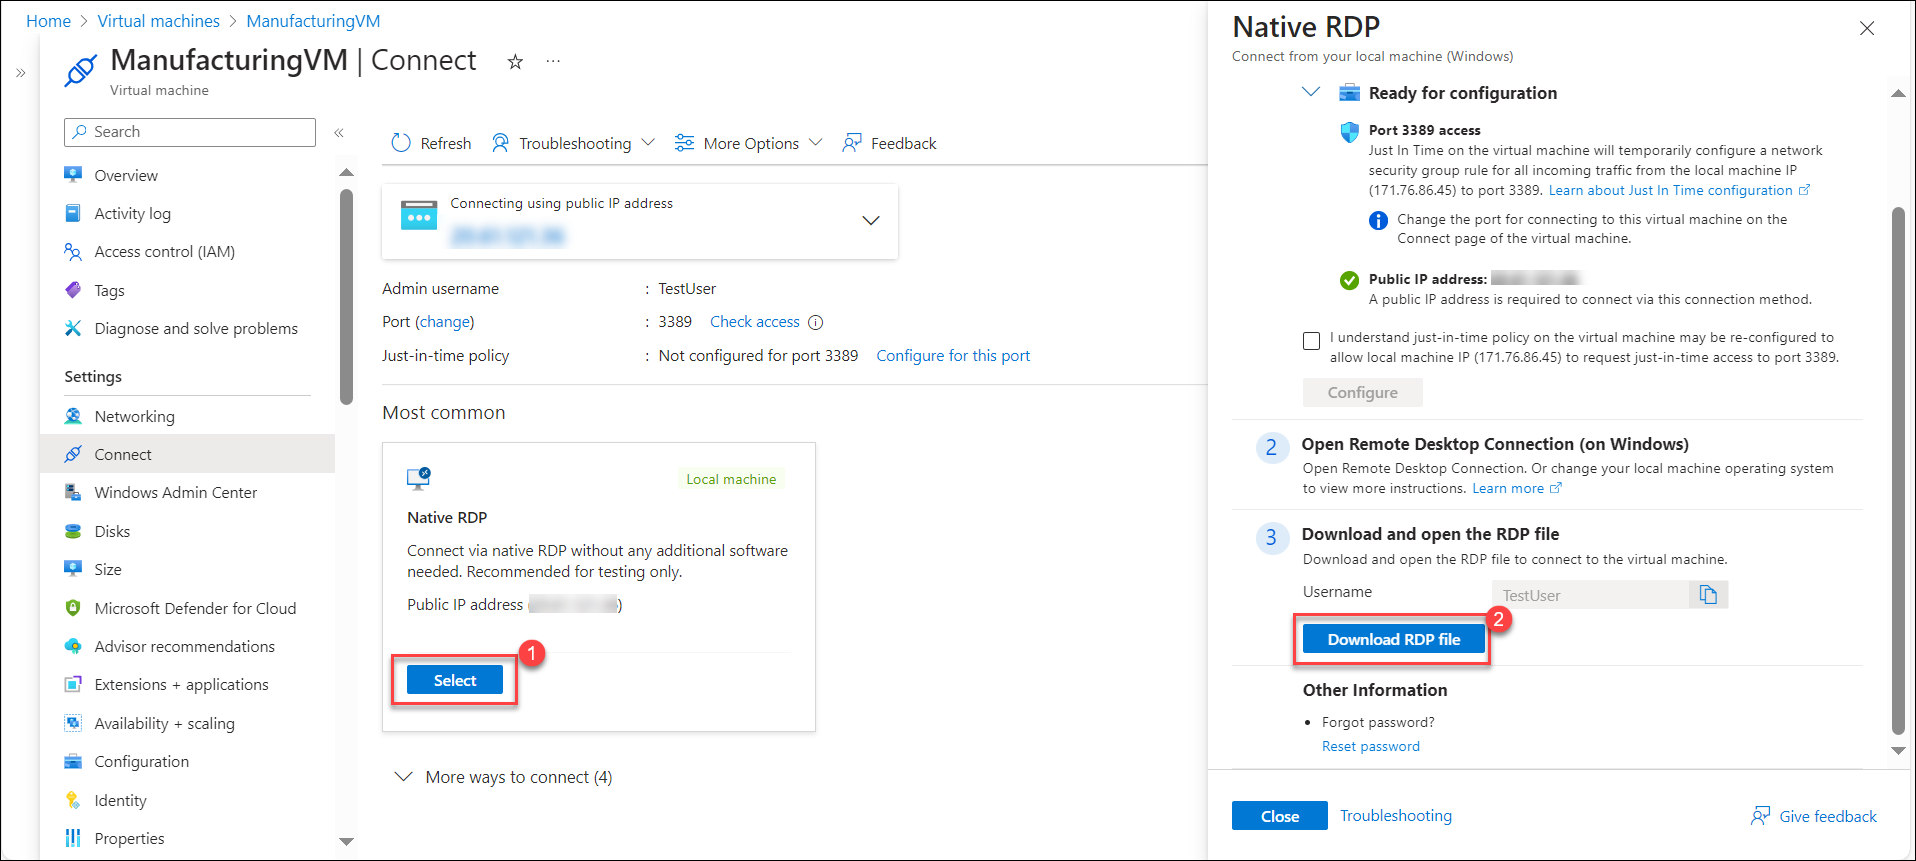 Home > Virtual machines > ManufacturingVM
ManufacturingVM | Connect
Virtual machine
Search
Overview
Activity log
Access control (IAM)
Tags
Diagnose and solve problems
Settings
Networking
Connect
Windows Admin Center
Disks
Size
Microsoft Defender for Cloud
Advisor recommendations
Extensions + applications
Availability + scaling
Configuration
Identity
Properties
Refresh Troubleshooting More Options Feedback
Connecting using public IP address
Admin username : TestUser
Port (change) : 3389 Check access
Just-in-time policy : Not configured for port 3389 Configure for this port
Most common
Local machine
Native RDP
Connect via native RDP without any additional software
needed. Recommended for testing only.
Public IP address ( )
1
Select
More ways to connect (4)
Native RDP
Connect from your local machine (Windows)
Ready for configuration
Port 3389 access
Just In Time on the virtual machine will temporarily configure a network
security group rule for all incoming traffic from the local machine IP
(171.76.86.45) to port 3389. Learn about Just In Time configuration
Change the port for connecting to this virtual machine on the
Connect page of the virtual machine.
Public IP address:
A public IP address is required to connect via this connection method.
I understand just-in-time policy on the virtual machine may be re-configured to
allow local machine IP (171.76.86.45) to request just-in-time access to port 3389.
Configure
2 Open Remote Desktop Connection (on Windows)
Open Remote Desktop Connection. Or change your local machine operating system
to view more instructions. Learn more
3 Download and open the RDP file
Download and open the RDP file to connect to the virtual machine.
Username TestUser
2
Download RDP file
Other Information
• Forgot password?
Reset password
Close Troubleshooting Give feedback